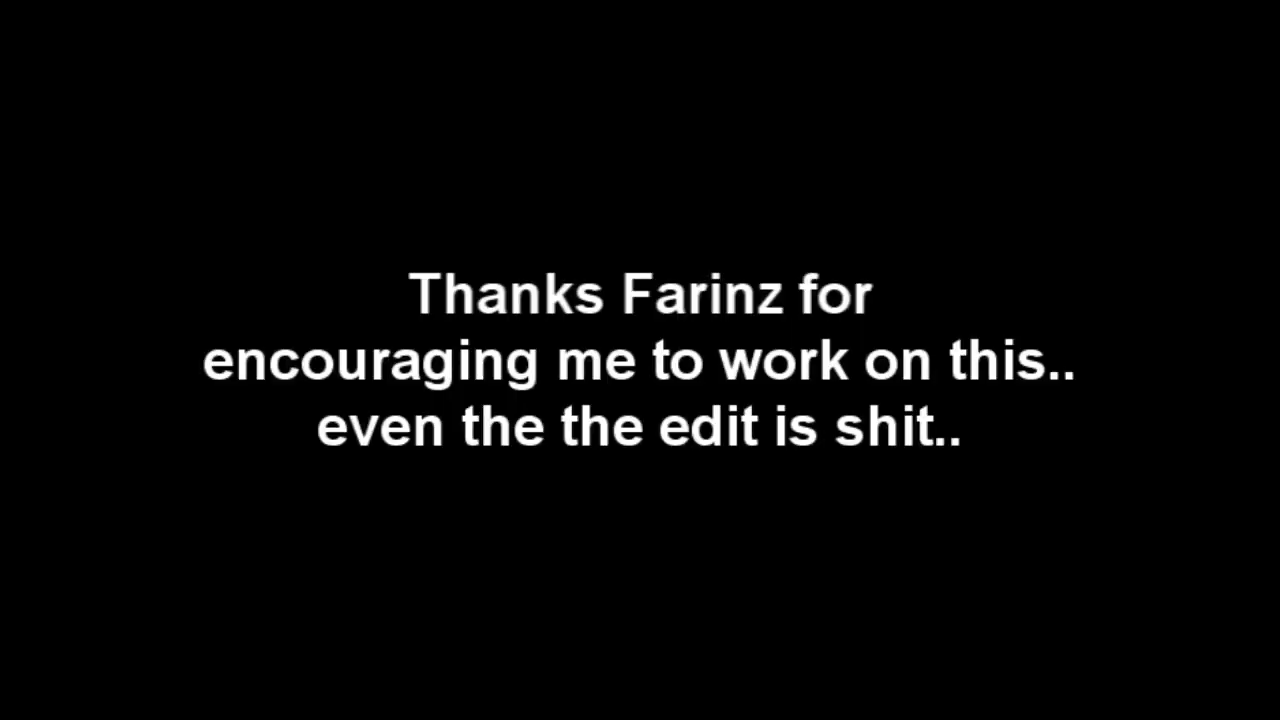 Thanks Farinz for
encouraging me to work on this..
even the the edit is shit..